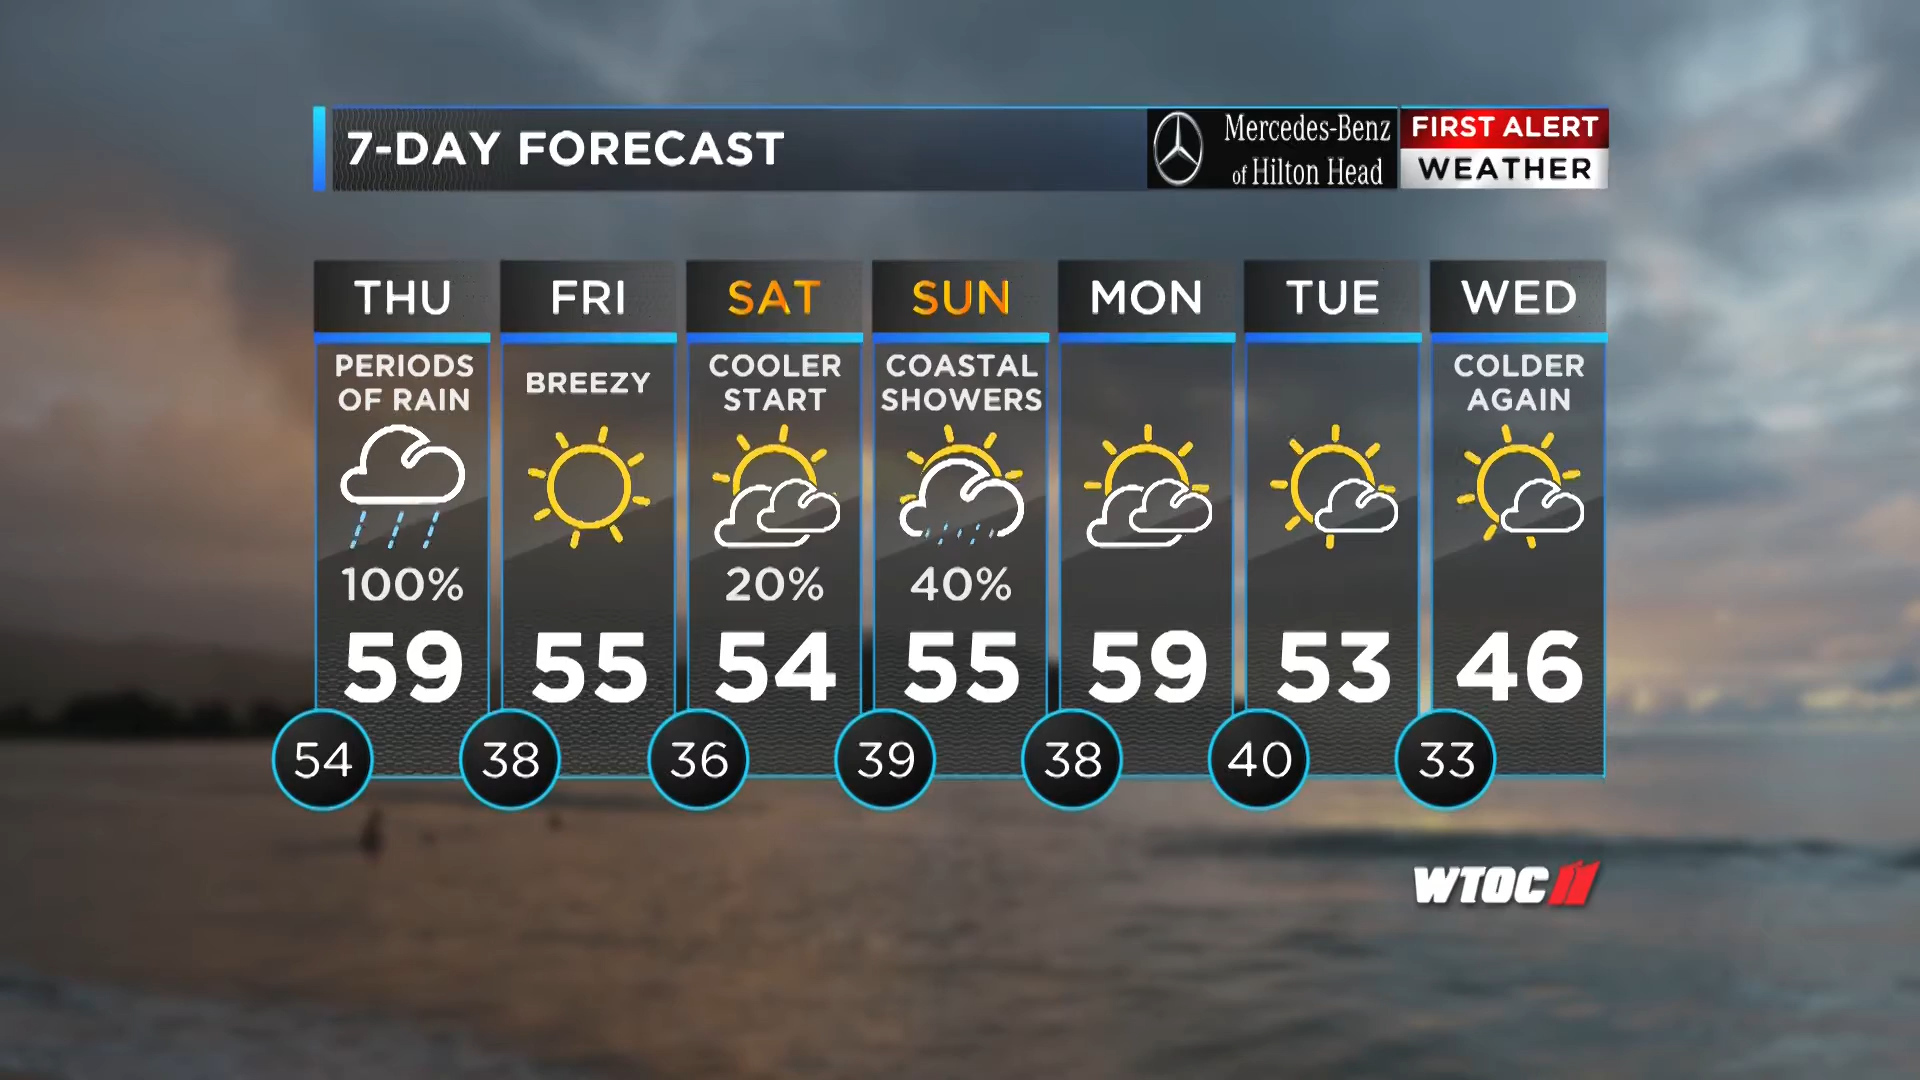 7-DAY FORECAST
Mercedes-Benz
of Hilton Head
FIRST ALERT
WEATHER
THU
FRI
SAT
SUN
MON
TUE
WED
PERIODS
OF RAIN
BREEZY
COOLER
START
COASTAL
SHOWERS
COLDER
AGAIN
100%
20%
40%
59
55
54
55
59
53
46
54
38
36
39
38
40
33
WTOC 11